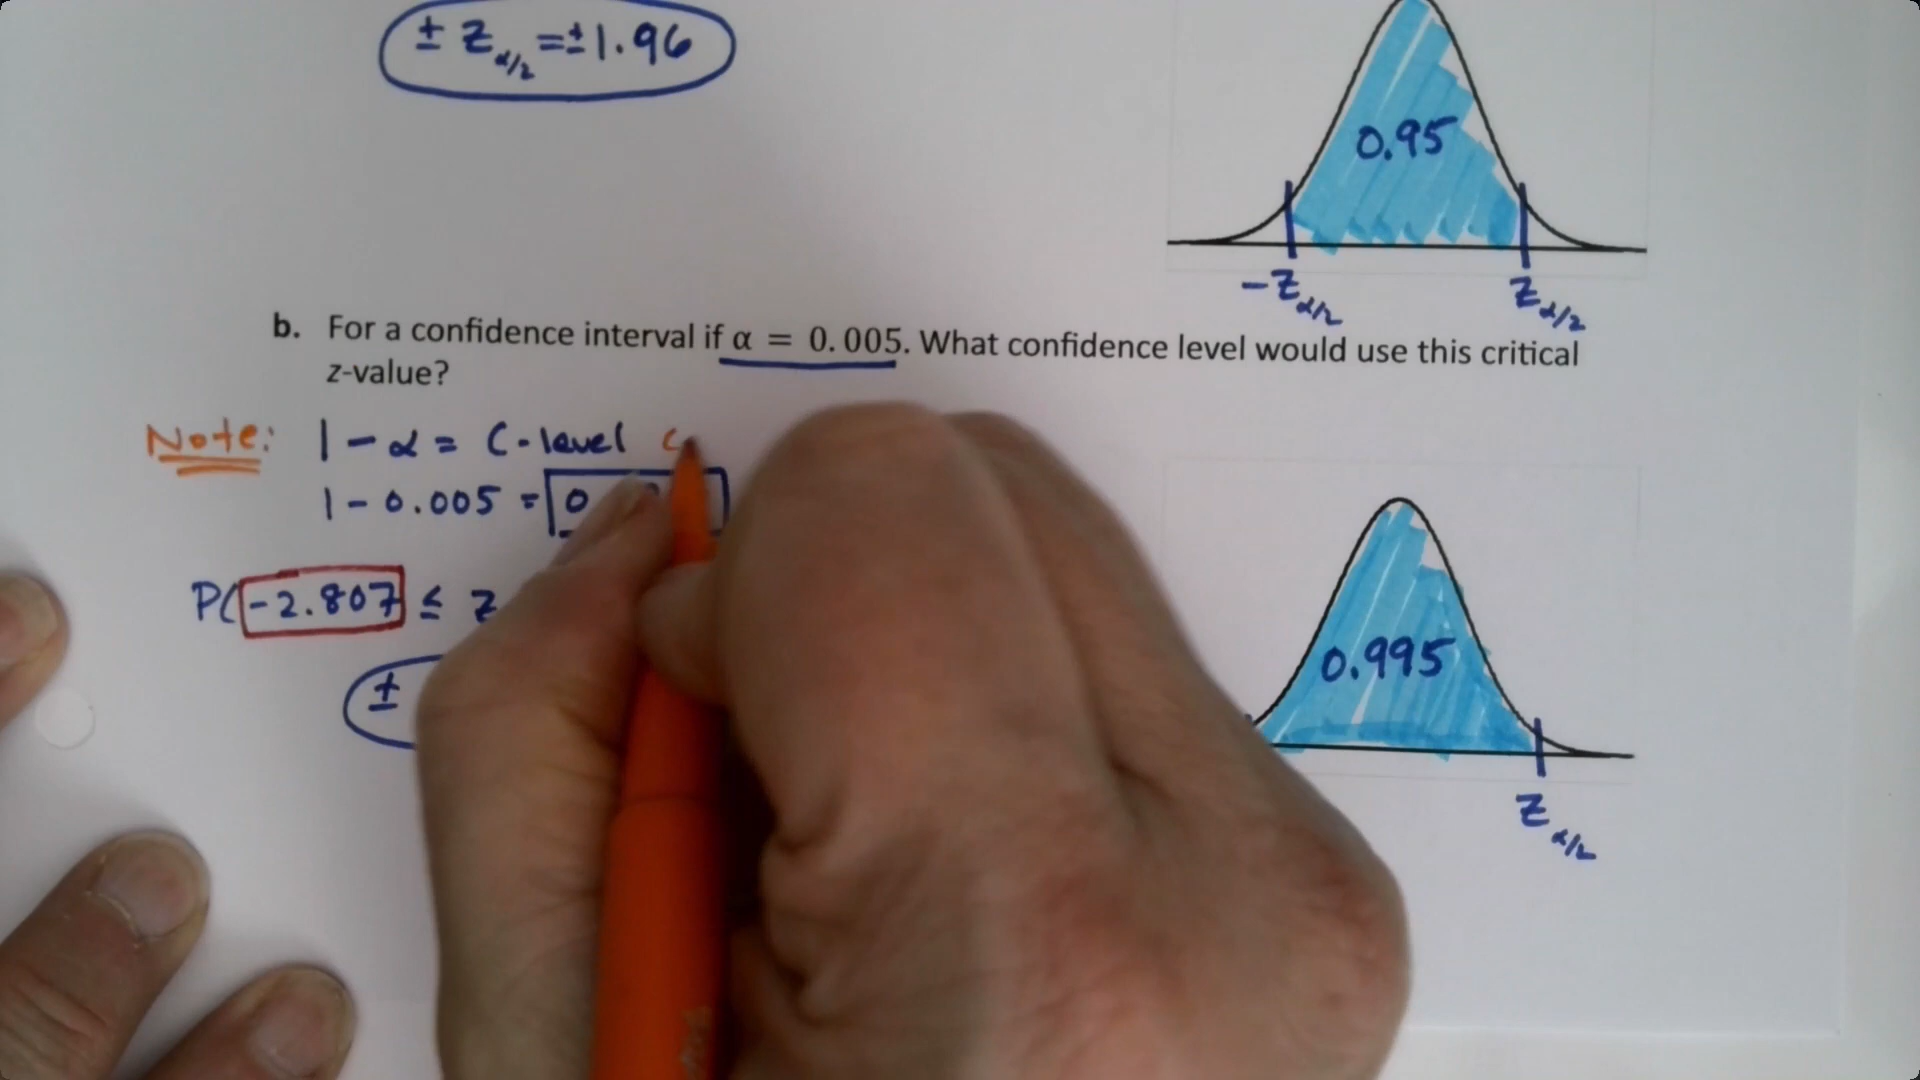 ± Z α/2 = ± 1.96
0.95
-Z α/2
Z α/2
b. For a confidence interval if α = 0.005. What confidence level would use this critical
z-value?
Note: 1 - α = C-level
1 - 0.005 = 0
P(-2.807 ≤ Z
±
0.995
Z α/2